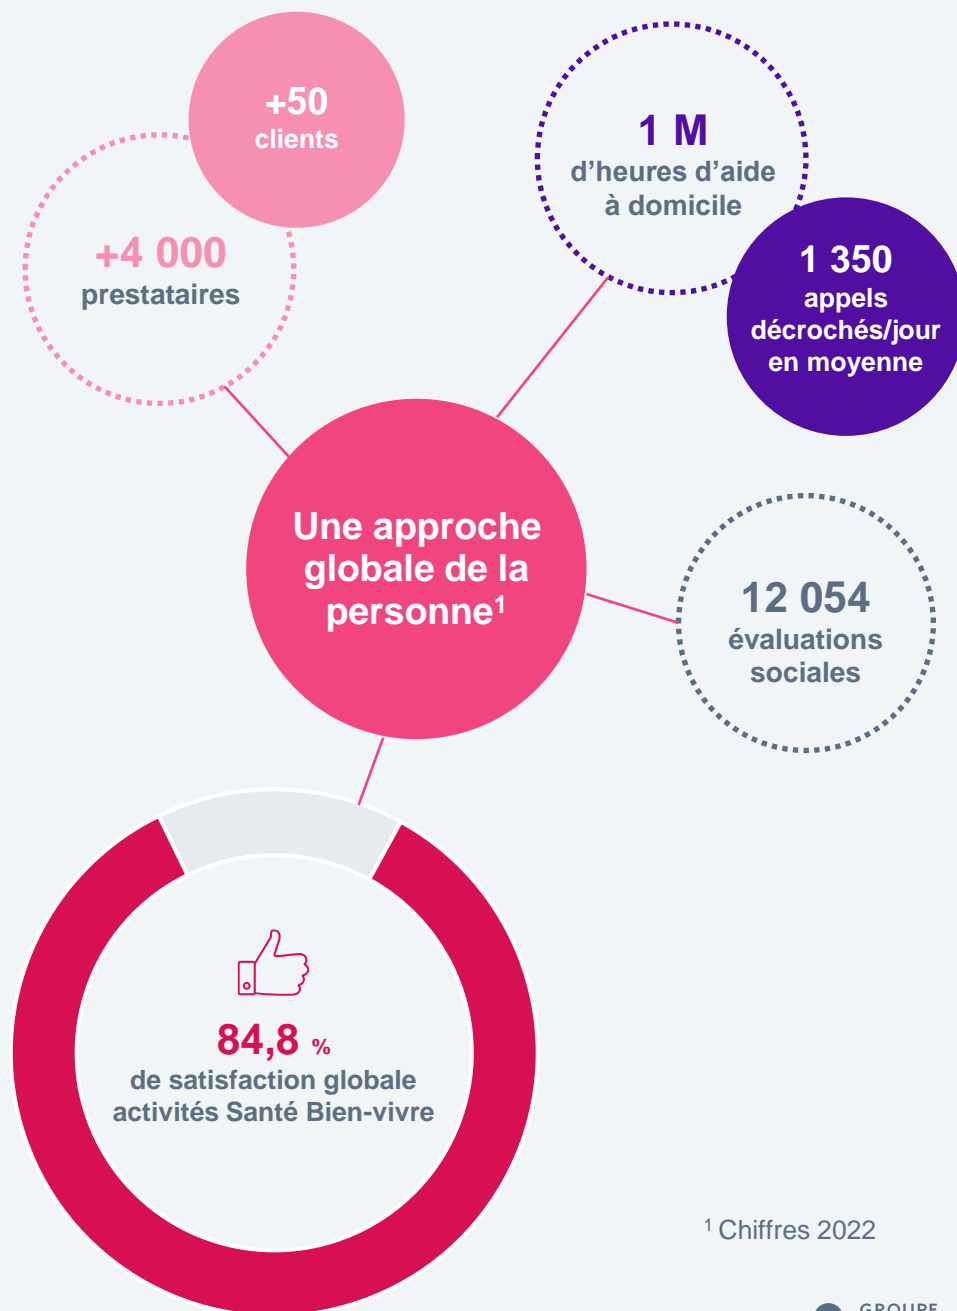 +50
clients
+4 000
prestataires
1 M
d’heures d’aide
à domicile
1 350
appels
décrochés/jour
en moyenne
Une approche
globale de la
personne¹
12 054
évaluations
sociales
84,8 %
de satisfaction globale
activités Santé Bien-vivre
¹ Chiffres 2022
GROUPE